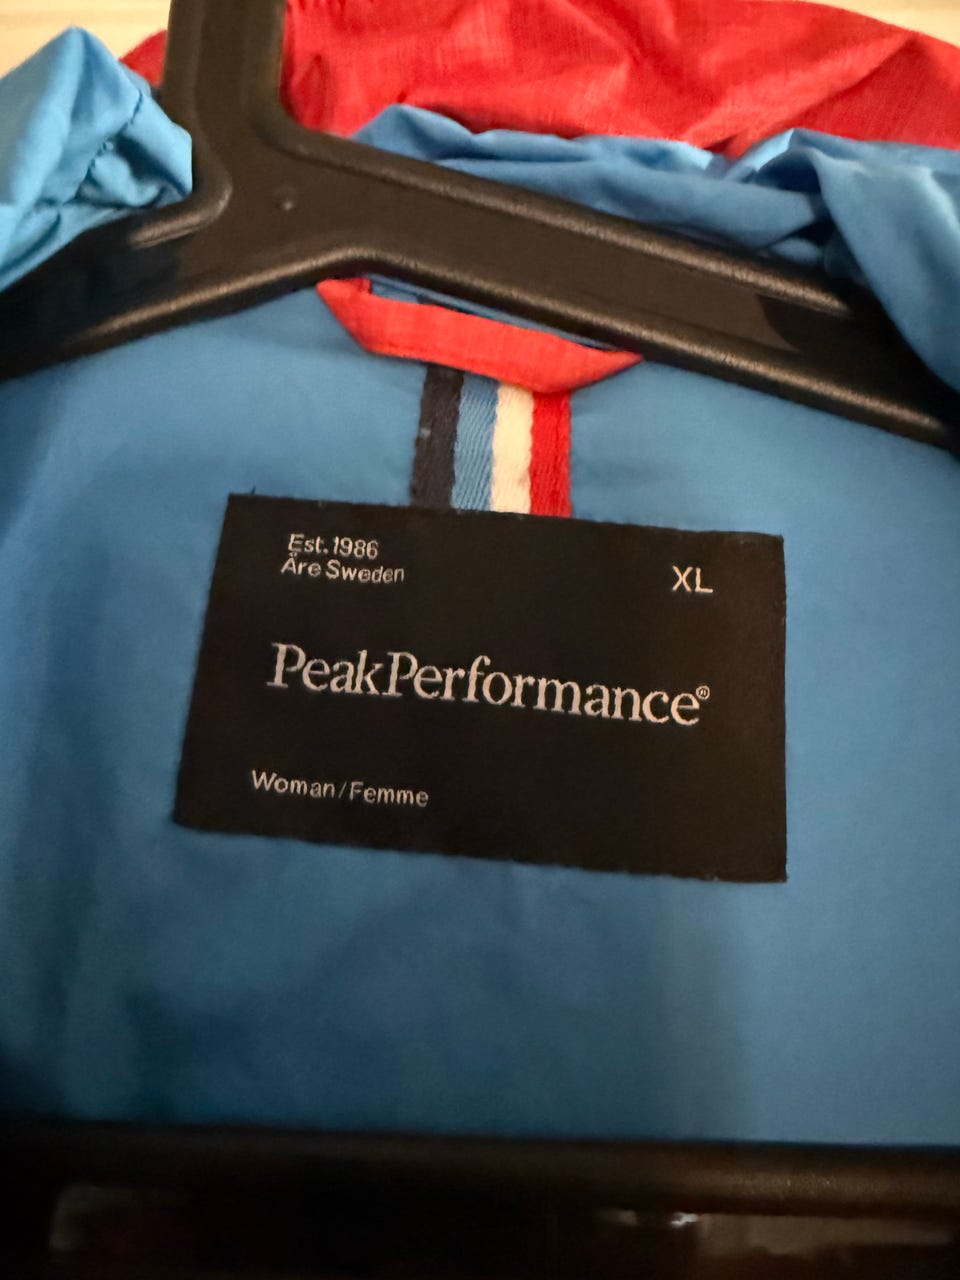 Est. 1986
Åre Sweden
XL
PeakPerformance®
Woman/Femme